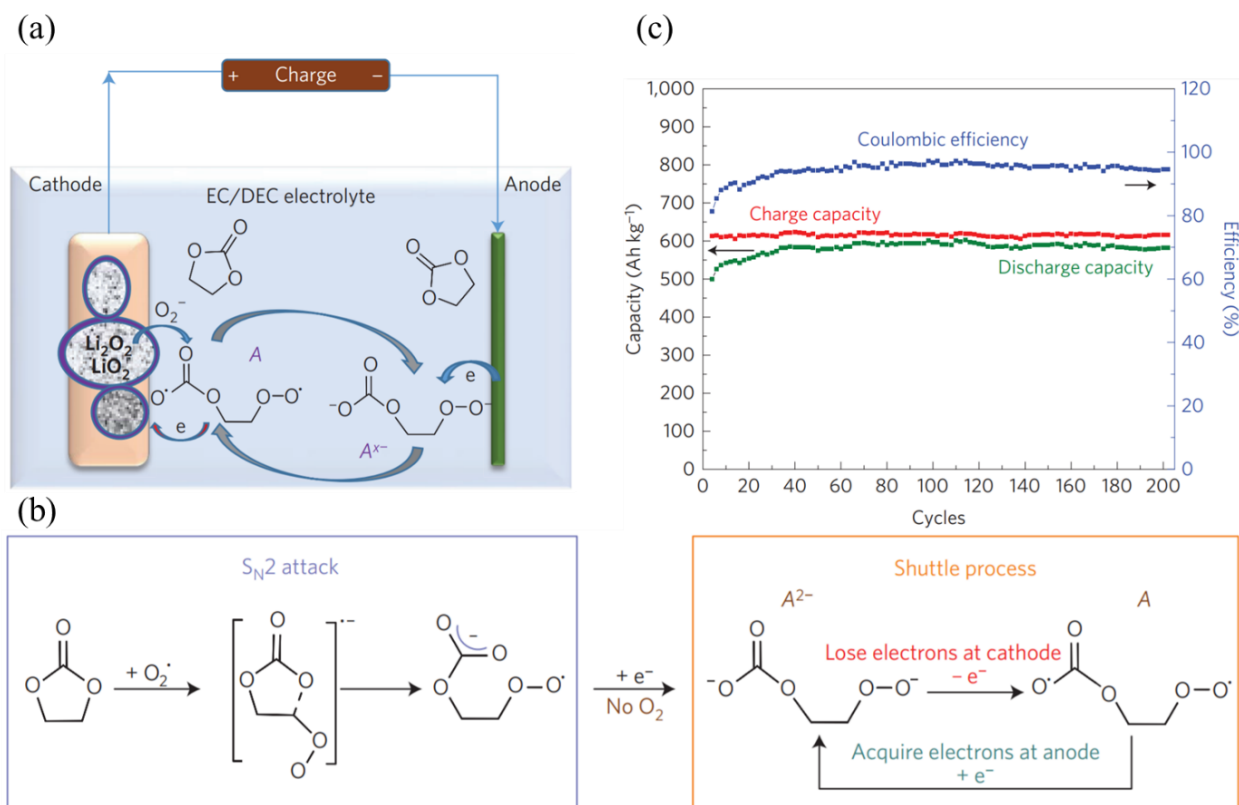 (a)
+ Charge −
Cathode
EC/DEC electrolyte
Anode
O
O
O
O
O
O
O₂⁻
Li₂O₂
LiO₂
O
A
O·
O
O–O·
e
O
⁻O
O
O–O⁻
e
Aˣ⁻
(c)
1,000
900
800
700
600
500
400
300
200
100
0
Capacity (Ah kg⁻¹)
Coulombic efficiency
Charge capacity
Discharge capacity
120
100
80
60
40
20
0
Efficiency (%)
0 20 40 60 80 100 120 140 160 180 200
Cycles
(b)
S_N2 attack
O
O O
+ O₂˙
O
O O
O
O
·−
O
−
O
O
O–O·
+ e⁻
No O₂
Shuttle process
A²⁻
A
O
⁻O
O
O–O⁻
Lose electrons at cathode
− e⁻
O
O·
O
O–O·
Acquire electrons at anode
+ e⁻